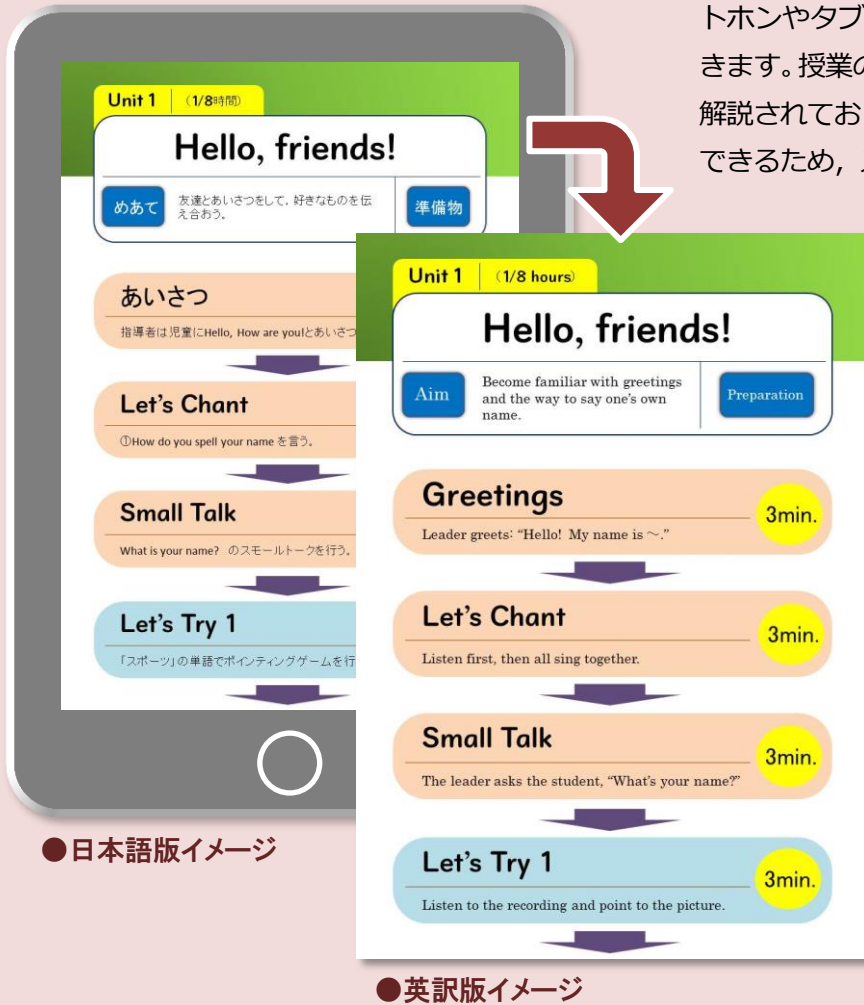 トホンやタブ
きます。授業の
解説されてお
できるため,
Unit 1 （1/8時間）
Hello, friends!
めあて
友達とあいさつをして，好きなものを伝
え合おう。
準備物
あいさつ
指導者は児童にHello, How are you!とあいさつ
Let's Chant
①How do you spell your name を言う。
Small Talk
What is your name? のスモールトークを行う。
Let's Try 1
「スポーツ」の単語でポインティングゲームを行
●日本語版イメージ
Unit 1 （1/8 hours）
Hello, friends!
Aim
Become familiar with greetings
and the way to say one's own
name.
Preparation
Greetings
3min.
Leader greets: “Hello! My name is ～.”
Let's Chant
3min.
Listen first, then all sing together.
Small Talk
3min.
The leader asks the student, “What's your name?”
Let's Try 1
3min.
Listen to the recording and point to the picture.
●英訳版イメージ